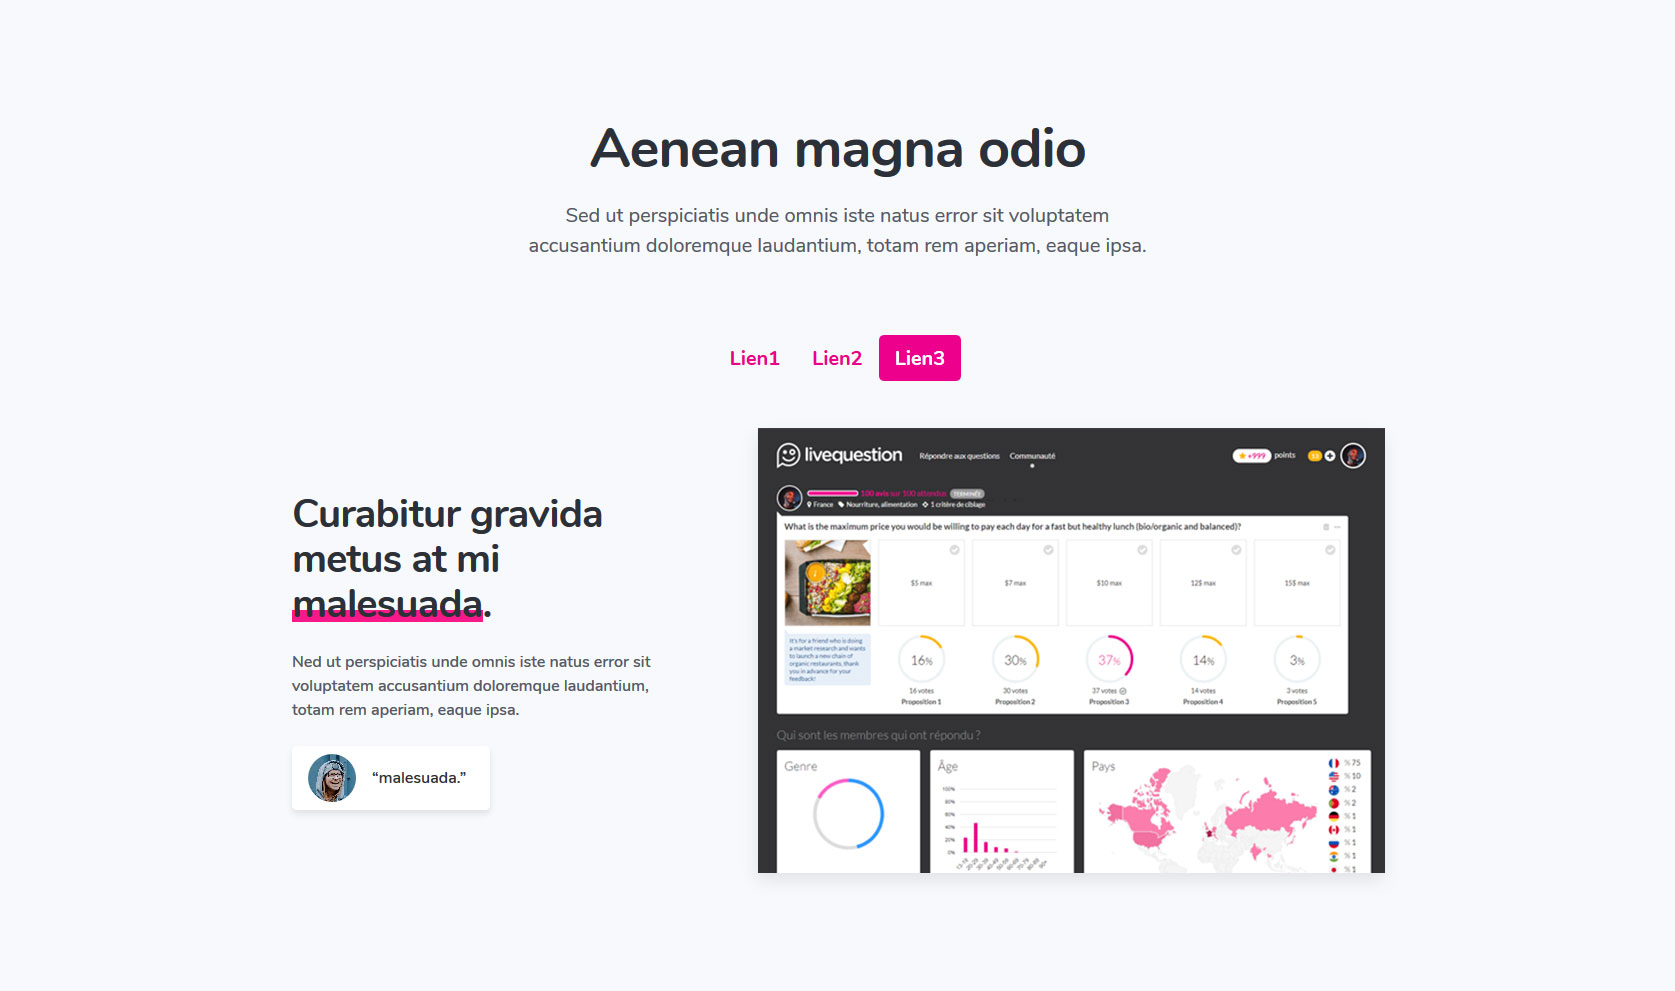 Aenean magna odio
Sed ut perspiciatis unde omnis iste natus error sit voluptatem
accusantium doloremque laudantium, totam rem aperiam, eaque ipsa.
Lien1 Lien2 Lien3
Curabitur gravida
metus at mi
malesuada.
Ned ut perspiciatis unde omnis iste natus error sit
voluptatem accusantium doloremque laudantium,
totam rem aperiam, eaque ipsa.
“malesuada.”
livequestion Répondre aux questions Communauté +999 points
100 avis sur 100 attendus TERMINÉE
France Nourriture, alimentation 1 critère de ciblage
What is the maximum price you would be willing to pay each day for a fast but healthy lunch (bio/organic and balanced)?
$5 max $7 max $10 max 12$ max 15$ max
It's for a friend who is doing
a market research and wants
to launch a new chain of
organic restaurants, thank
you in advance for your
feedback!
16% 30% 37% 14% 3%
16 votes 30 votes 37 votes 14 votes 3 votes
Proposition 1 Proposition 2 Proposition 3 Proposition 4 Proposition 5
Qui sont les membres qui ont répondu ?
Genre
Âge
100%
80%
60%
40%
20%
0%
Pays
% 75
% 10
% 2
% 2
% 1
% 1
% 1
% 1
% 1